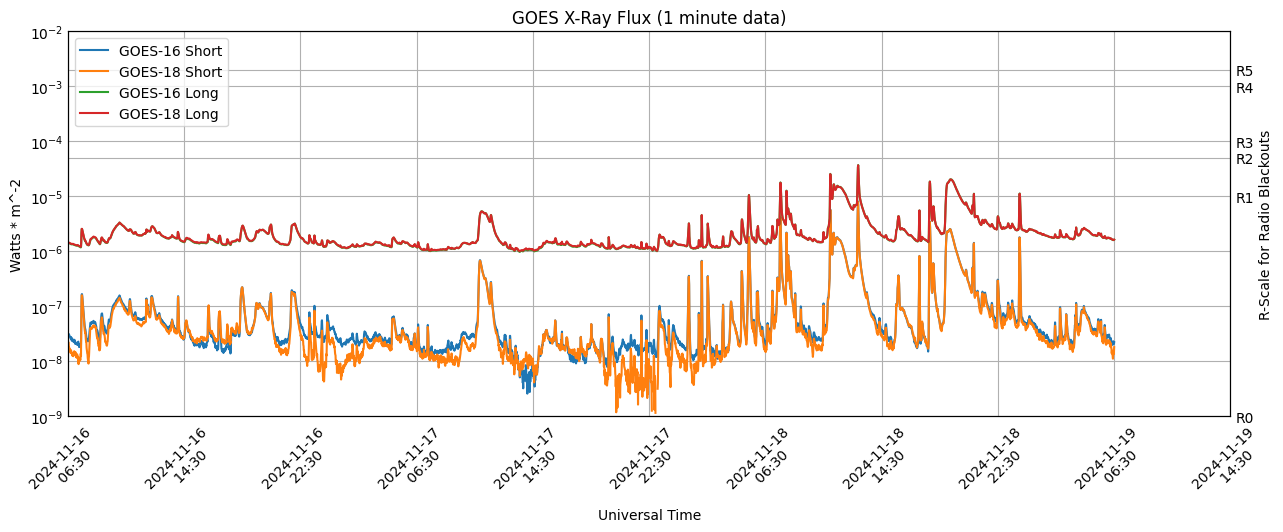 GOES X-Ray Flux (1 minute data)
GOES-16 Short
GOES-18 Short
GOES-16 Long
GOES-18 Long
10^-2
10^-3
10^-4
10^-5
10^-6
10^-7
10^-8
10^-9
Watts * m^-2
R5
R4
R3
R2
R1
R0
R-Scale for Radio Blackouts
2024-11-16
06:30
2024-11-16
14:30
2024-11-16
22:30
2024-11-17
06:30
2024-11-17
14:30
2024-11-17
22:30
2024-11-18
06:30
2024-11-18
14:30
2024-11-18
22:30
2024-11-19
06:30
2024-11-19
14:30
Universal Time